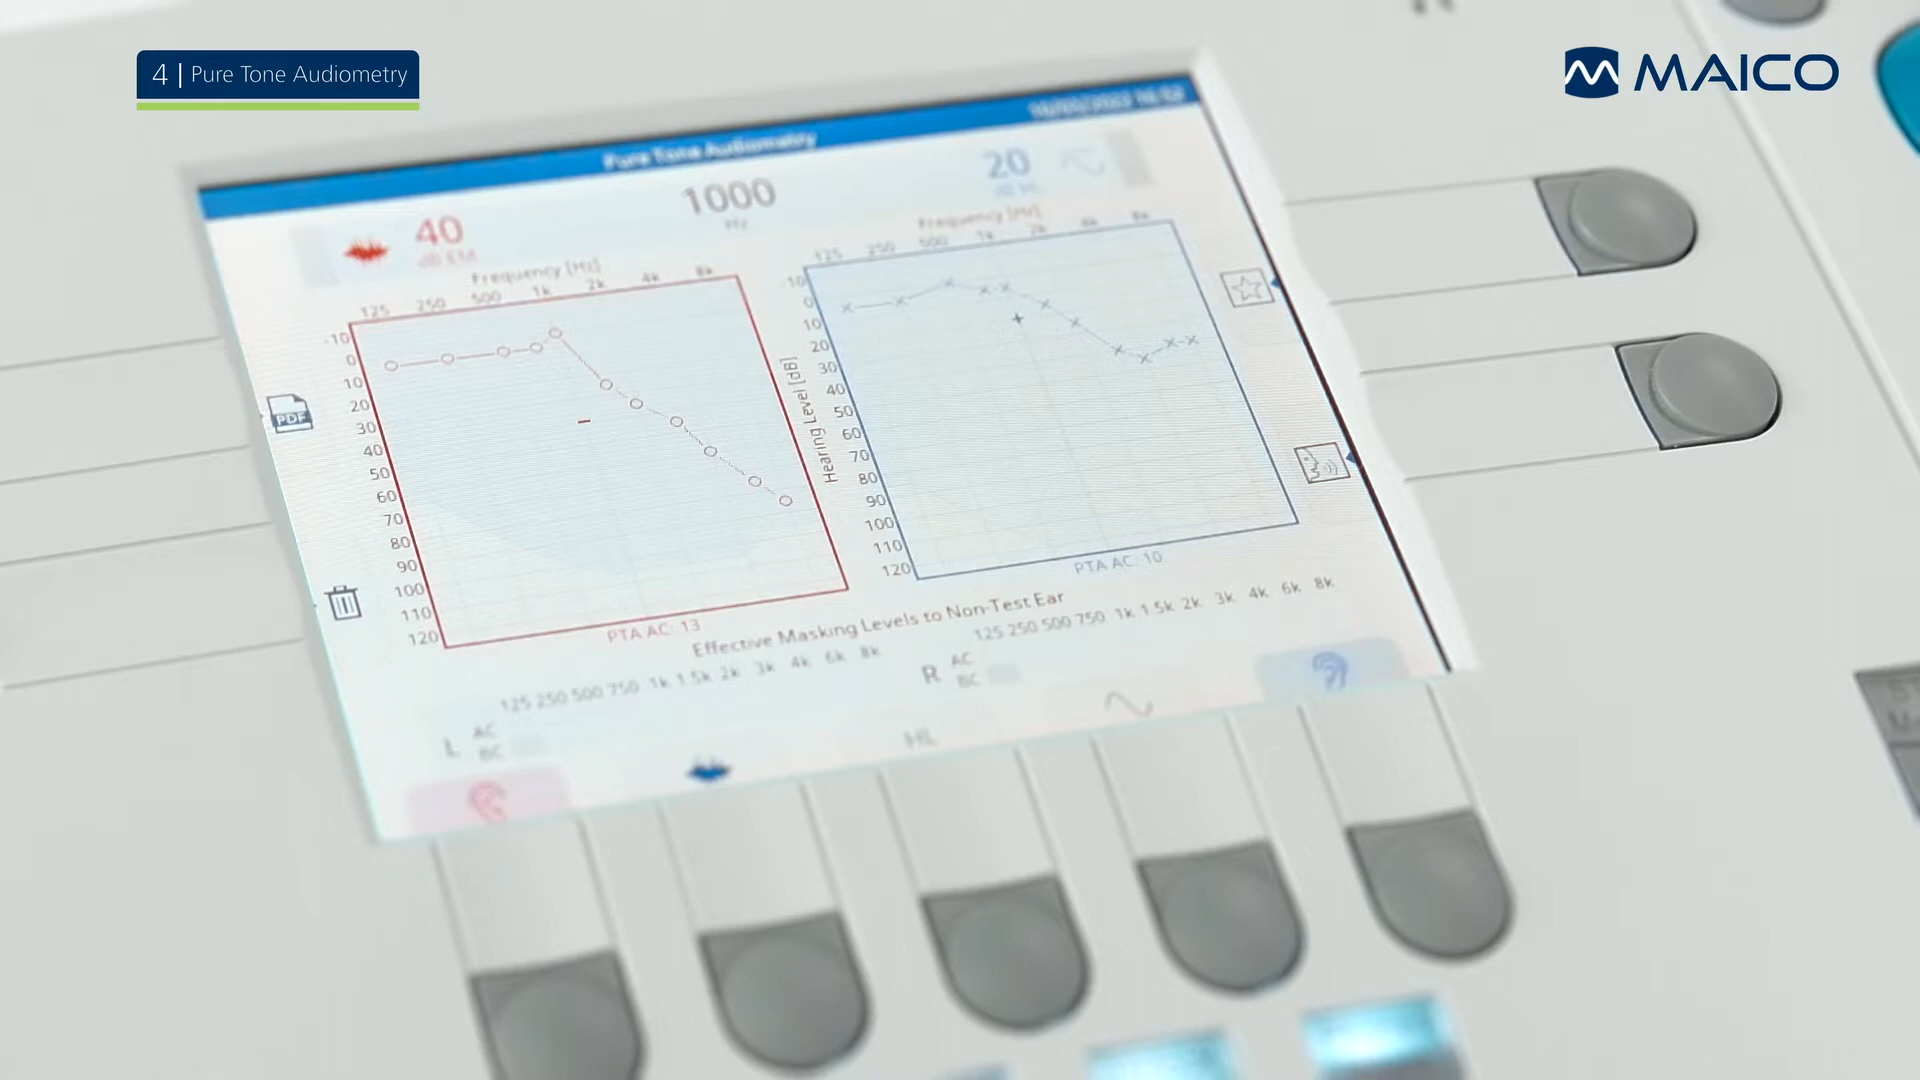 4 | Pure Tone Audiometry
MAICO
Pure Tone Audiometry
40
dB EM
1000
Hz
20
Frequency [Hz]
125 250 500 1k 2k 4k 8k
-10
0
10
20
30
40
50
60
70
80
90
100
110
120
PTA AC: 13
Frequency [Hz]
125 250 500 1k 2k 4k 8k
Hearing Level [dB]
-10
0
10
20
30
40
50
60
70
80
90
100
110
120
PTA AC: 10
PDF
Effective Masking Levels to Non-Test Ear
125 250 500 750 1k 1.5k 2k 3k 4k 6k 8k
L AC
BC
125 250 500 750 1k 1.5k 2k 3k 4k 6k 8k
R AC
BC
HL